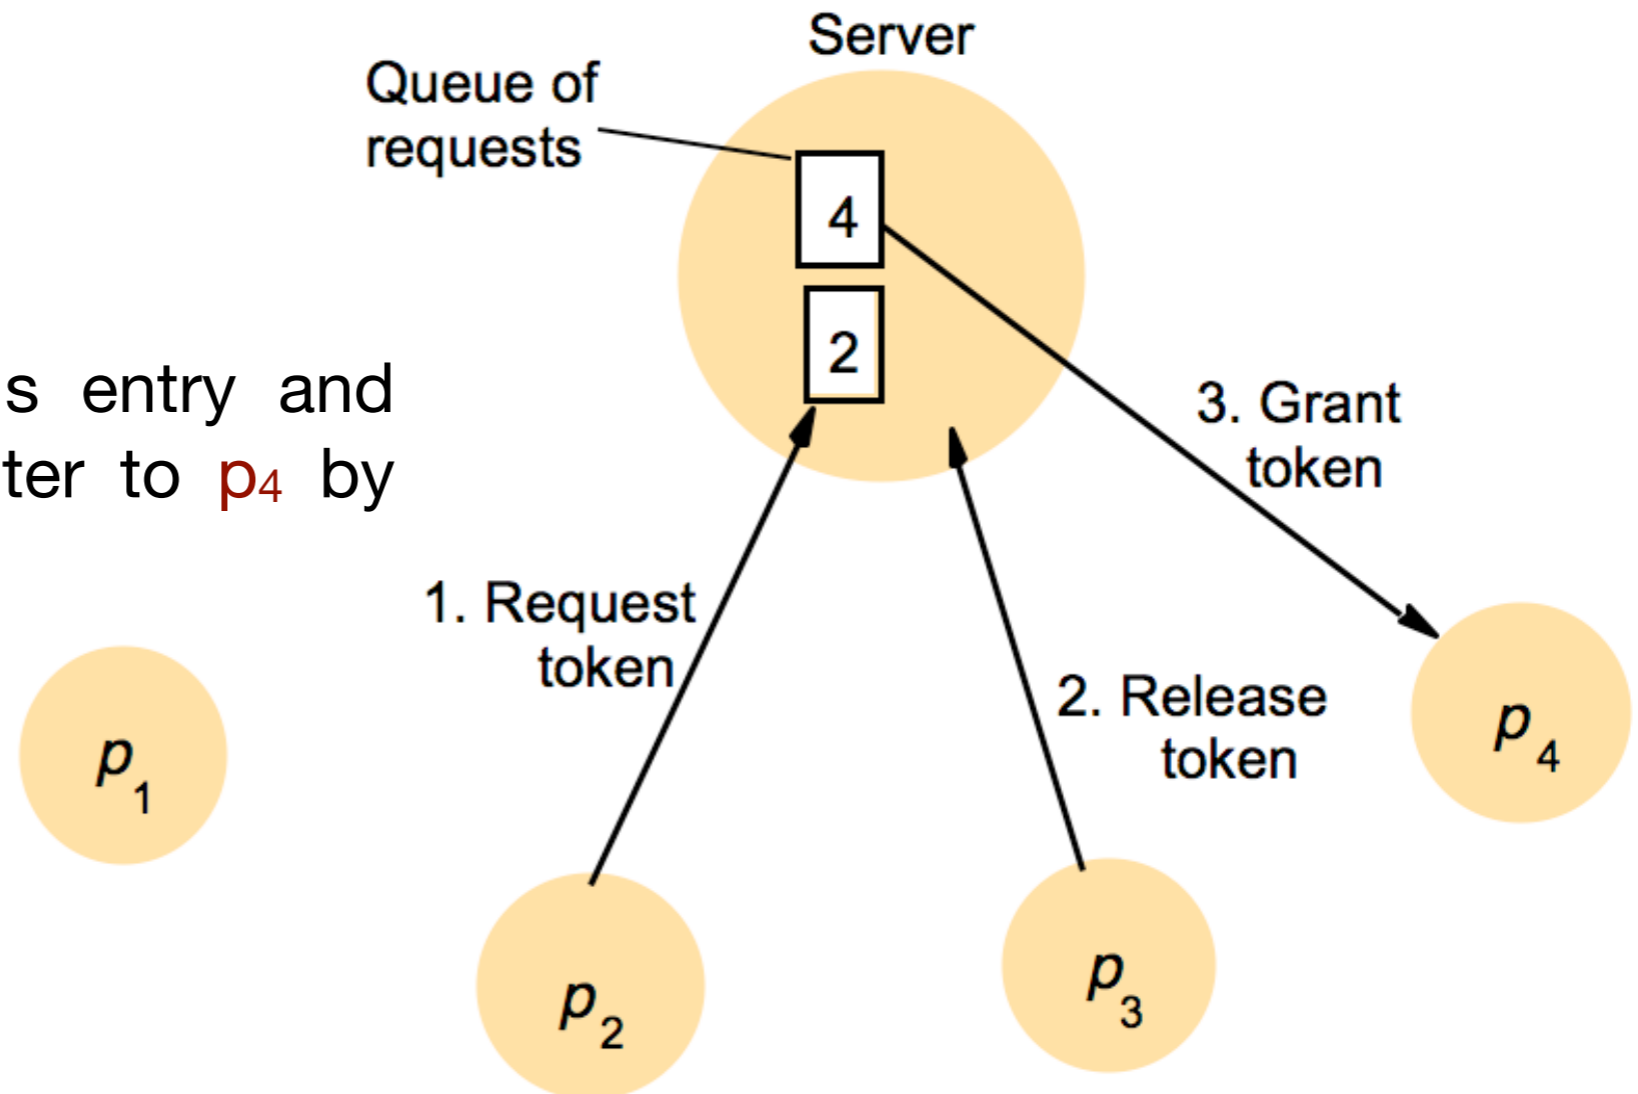 Server
Queue of
requests
4
2
s entry and
ter to p4 by
3. Grant
token
1. Request
token
2. Release
token
p1
p2
p3
p4